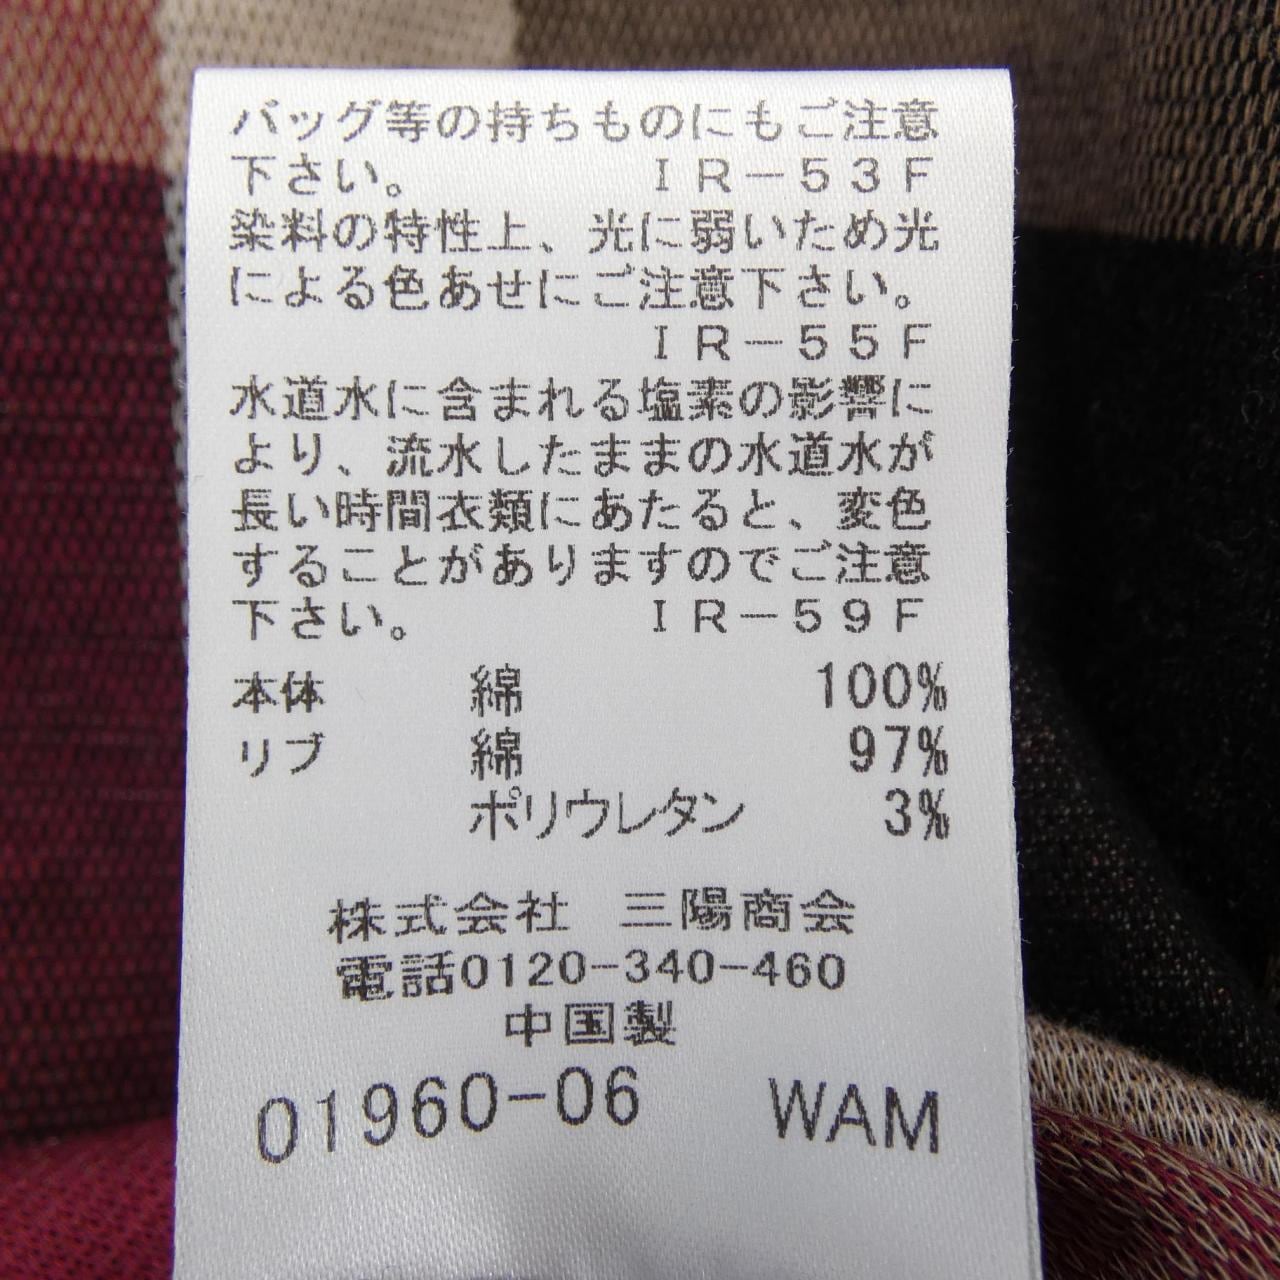 バッグ等の持ちものにもご注意
下さい。 ＩＲ－５３Ｆ
染料の特性上、光に弱いため光
による色あせにご注意下さい。
ＩＲ－５５Ｆ
水道水に含まれる塩素の影響に
より、流水したままの水道水が
長い時間衣類にあたると、変色
することがありますのでご注意
下さい。 ＩＲ－５９Ｆ
本体 綿 100%
リブ 綿 97%
ポリウレタン 3%
株式会社 三陽商会
電話0120-340-460
中国製
01960-06 WAM